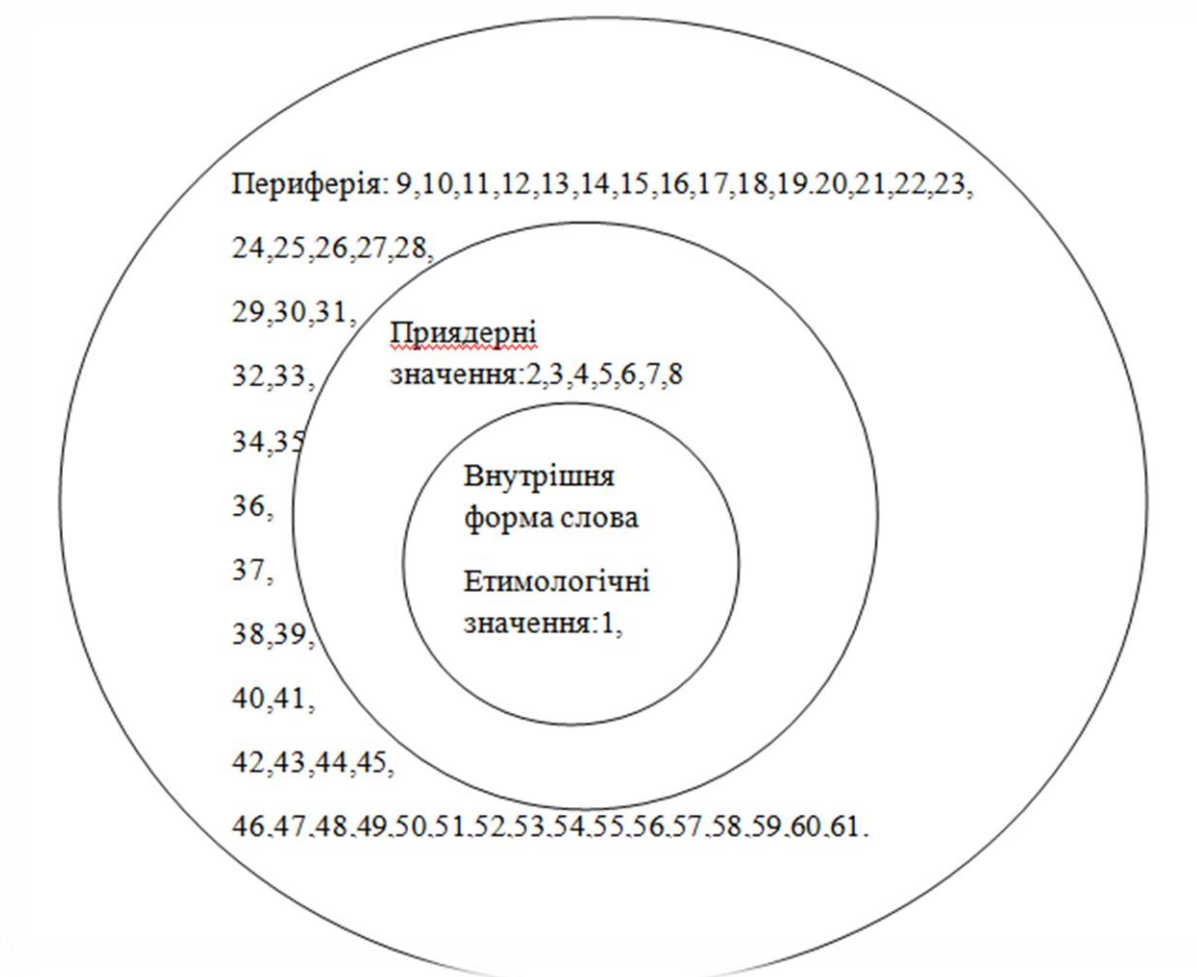 Периферія: 9,10,11,12,13,14,15,16,17,18,19.20,21,22,23,
24,25,26,27,28,
29,30,31,
Приядерні
значення:2,3,4,5,6,7,8
32,33,
34,35
Внутрішня
форма слова
36,
37,
Етимологічні
значення:1,
38,39,
40,41,
42,43,44,45,
46,47,48,49,50,51,52,53,54,55,56,57,58,59,60,61.